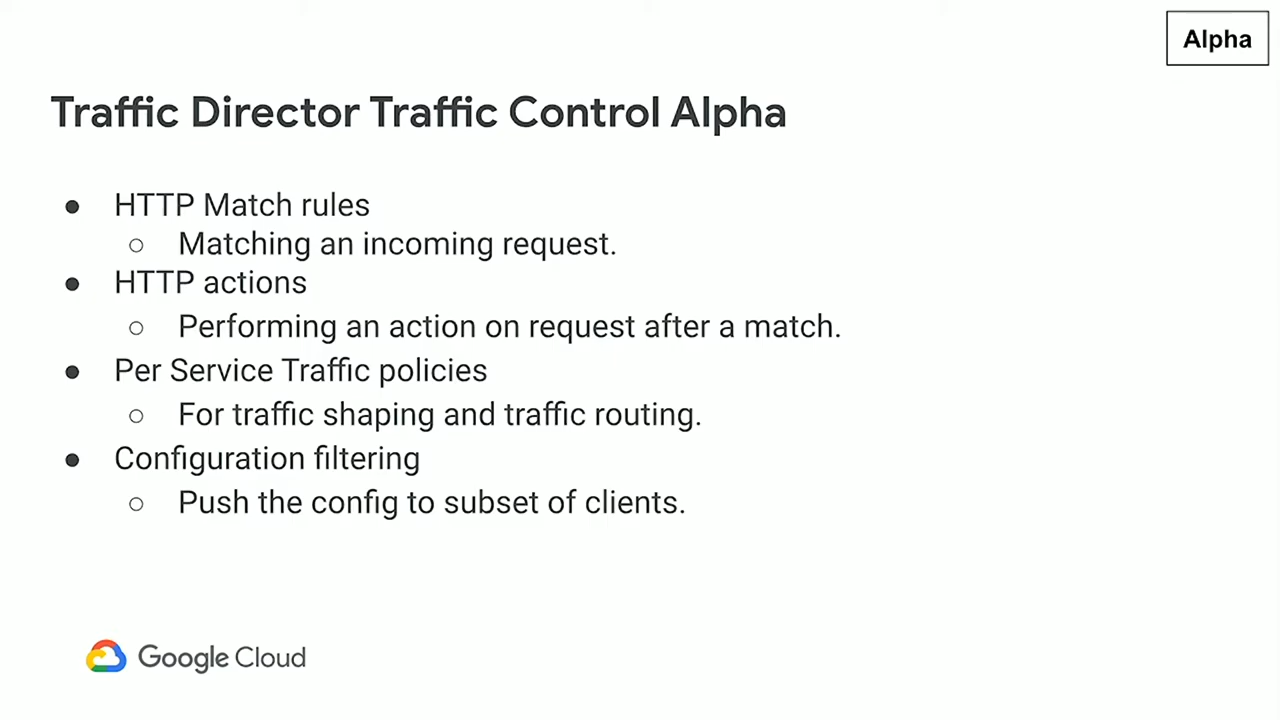 Alpha
Traffic Director Traffic Control Alpha
● HTTP Match rules
○ Matching an incoming request.
● HTTP actions
○ Performing an action on request after a match.
● Per Service Traffic policies
○ For traffic shaping and traffic routing.
● Configuration filtering
○ Push the config to subset of clients.
Google Cloud